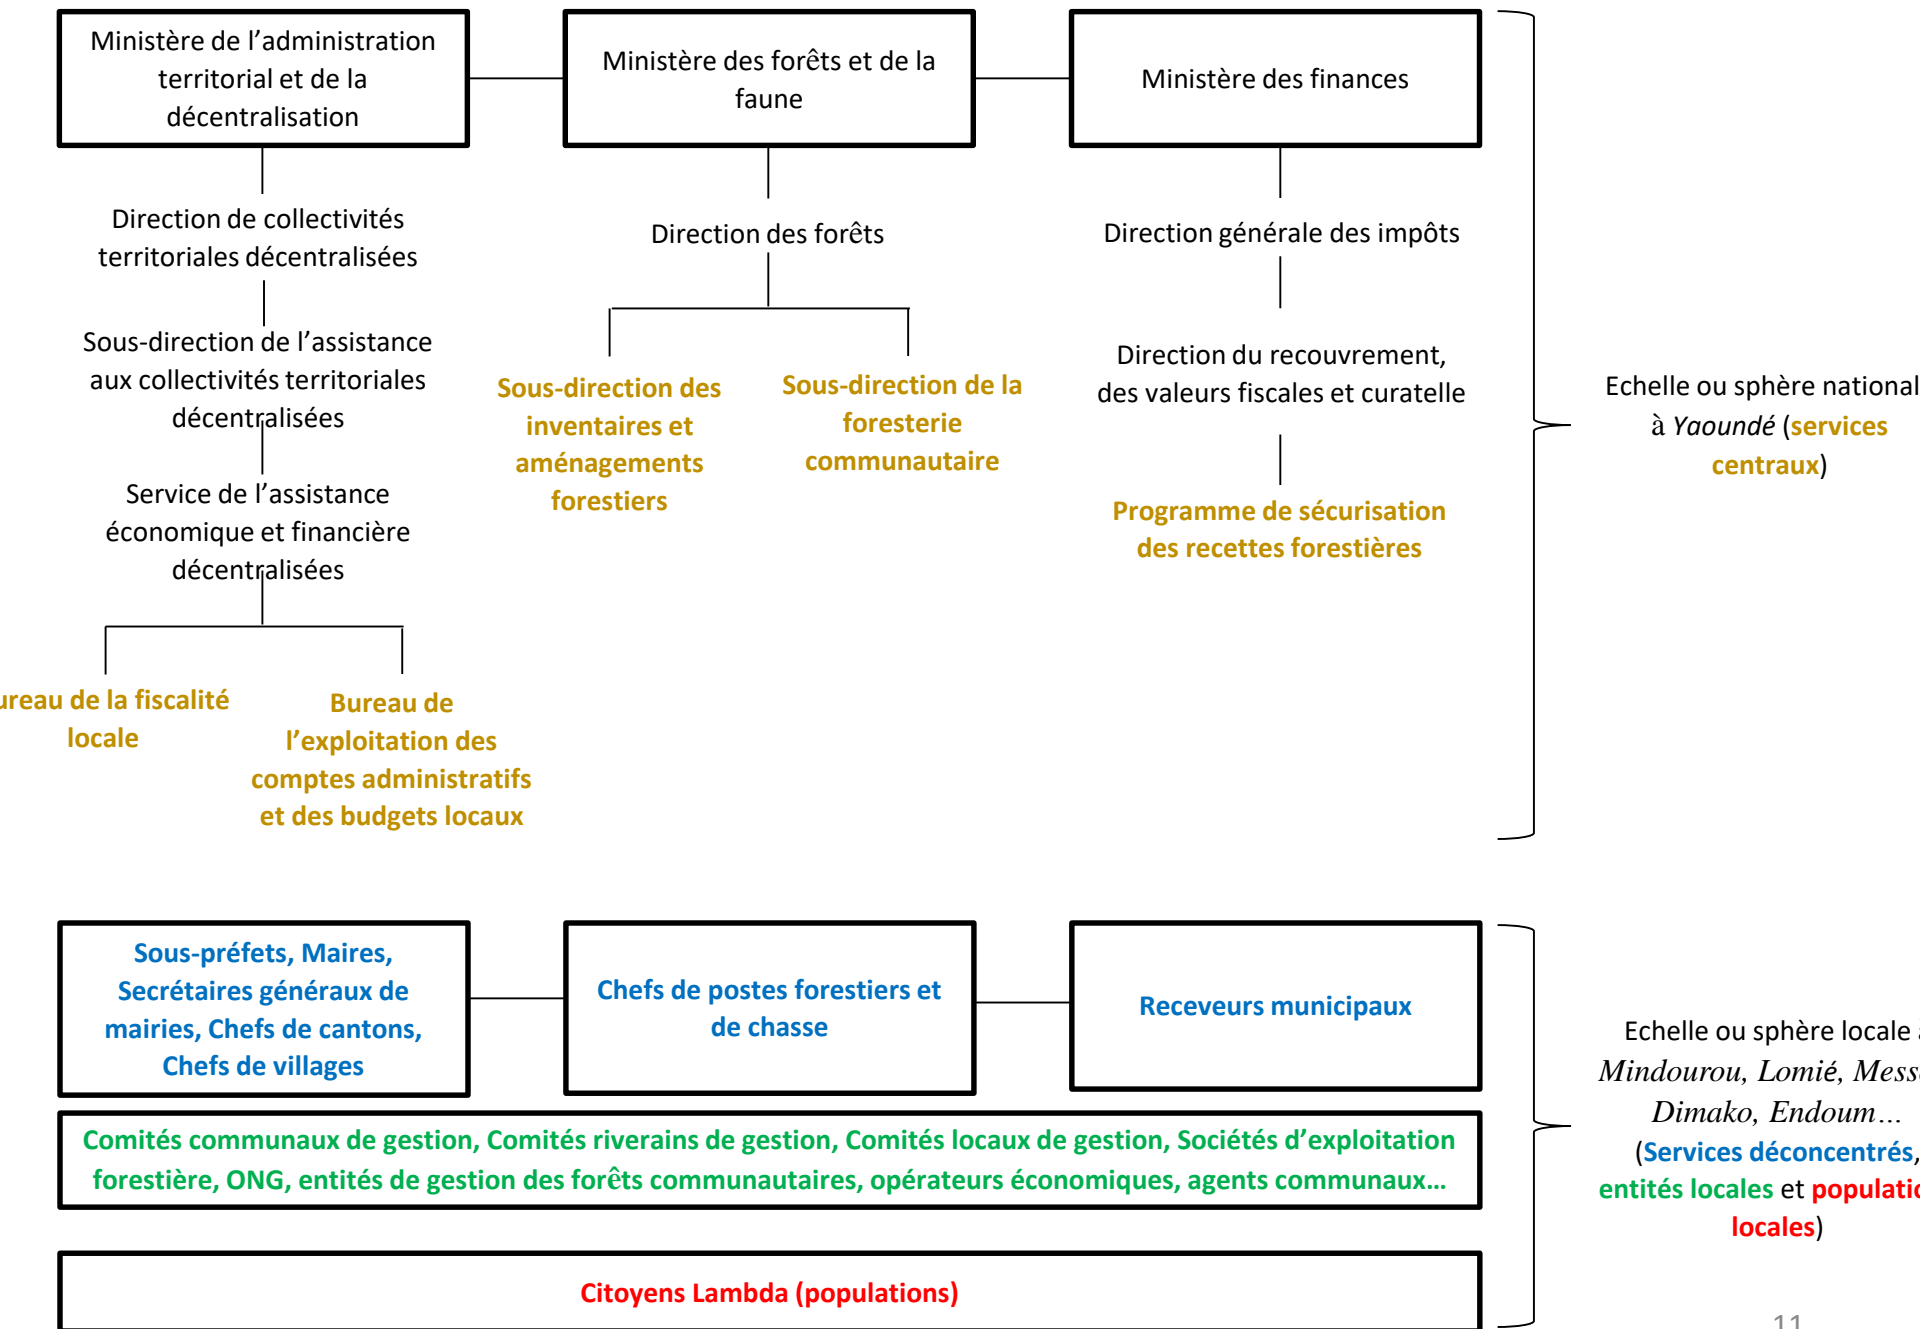 Ministère de l’administration
territorial et de la
décentralisation
Ministère des forêts et de la
faune
Ministère des finances
Direction de collectivités
territoriales décentralisées
Direction des forêts
Direction générale des impôts
Sous-direction de l’assistance
aux collectivités territoriales
décentralisées
Sous-direction des
inventaires et
aménagements
forestiers
Sous-direction de la
foresterie
communautaire
Direction du recouvrement,
des valeurs fiscales et curatelle
Service de l’assistance
économique et financière
décentralisées
Programme de sécurisation
des recettes forestières
de la fiscalité
locale
Bureau de
l’exploitation des
comptes administratifs
et des budgets locaux
Echelle ou sphère national
à Yaoundé (services
centraux)
Sous-préfets, Maires,
Secrétaires généraux de
mairies, Chefs de cantons,
Chefs de villages
Chefs de postes forestiers et
de chasse
Receveurs municipaux
Comités communaux de gestion, Comités riverains de gestion, Comités locaux de gestion, Sociétés d’exploitation
forestière, ONG, entités de gestion des forêts communautaires, opérateurs économiques, agents communaux…
Citoyens Lambda (populations)
Echelle ou sphère locale
Mindourou, Lomié,
Dimako, Endoum…
(Services déconcentrés,
entités locales et
locales)
11